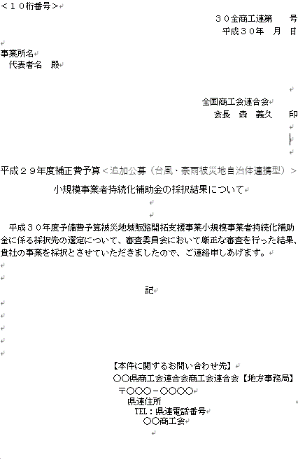 ＜１０桁番号＞
３０全商工連第　　号
平成３０年　月　日
事業所名
代表者名　殿
全国商工会連合会
会長　森　義久　　印
平成２９年度補正費予算＜追加公募（台風・豪雨被災地自治体連携型）＞
小規模事業者持続化補助金の採択結果について
平成３０年度予備費予算被災地域販路開拓支援事業小規模事業者持続化補助
金に係る採択先の選定について、審査委員会において厳正な審査を行った結果、
貴社の事業を採択とさせていただきましたので、ご連絡申しあげます。
記
【本件に関するお問い合わせ先】
〇〇県商工会連合会商工会連合会【地方事務局】
〒〇〇〇－〇〇〇〇
県連住所
TEL：県連電話番号
〇〇商工会